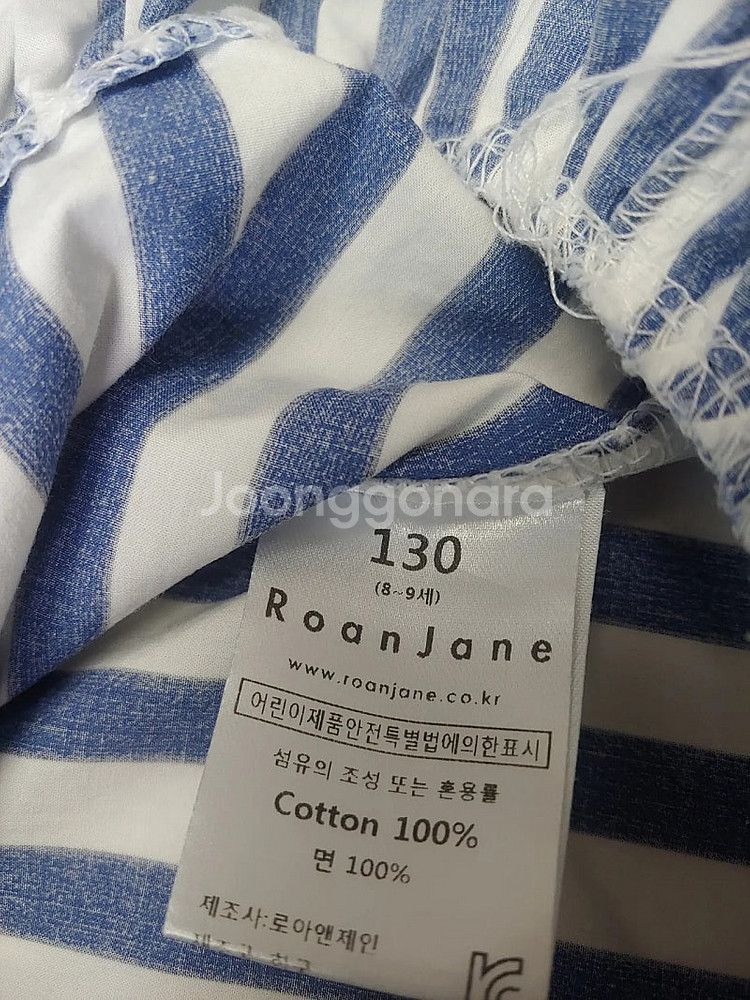 Joonggonara
130
(8~9세)
RoanJane
www.roanjane.co.kr
어린이제품안전특별법에의한표시
섬유의 조성 또는 혼용률
Cotton 100%
면 100%
제조사:로아앤제인